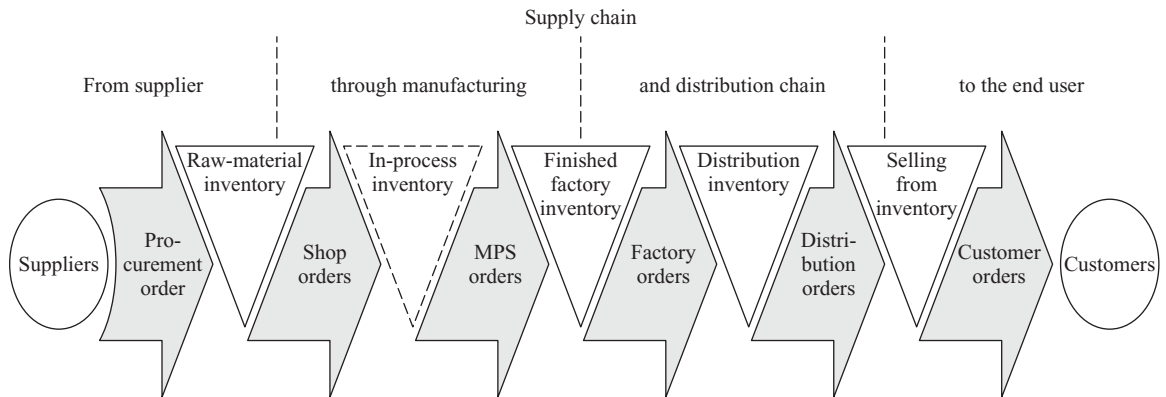 Supply chain
From supplier
through manufacturing
and distribution chain
to the end user
Raw-material
inventory
In-process
inventory
Finished
factory
inventory
Distribution
inventory
Selling
from
inventory
Suppliers
Pro-
curement
order
Shop
orders
MPS
orders
Factory
orders
Distri-
bution
orders
Customer
orders
Customers